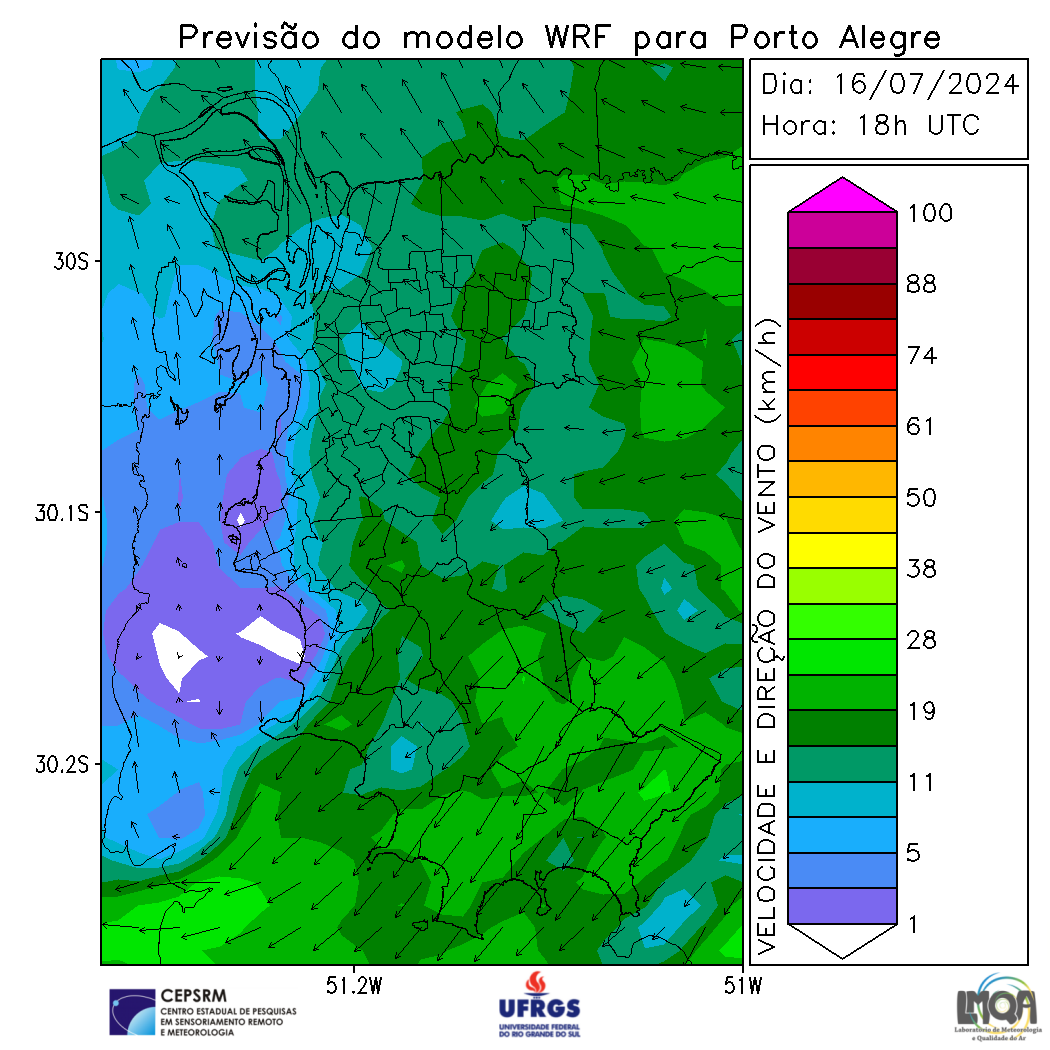 Previsão do modelo WRF para Porto Alegre
Dia: 16/07/2024
Hora: 18h UTC
30S
30.1S
30.2S
51.2W
51W
VELOCIDADE E DIREÇÃO DO VENTO (km/h)
100
88
74
61
50
38
28
19
11
5
1
CEPSRM
CENTRO ESTADUAL DE PESQUISAS
EM SENSORIAMENTO REMOTO
E METEOROLOGIA
UFRGS
UNIVERSIDADE FEDERAL
DO RIO GRANDE DO SUL
LMQA
Laboratório de Meteorologia
e Qualidade do Ar